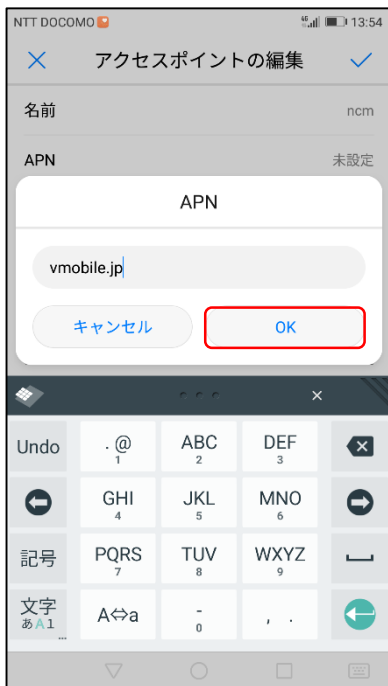 NTT DOCOMO 4G 13:54
アクセスポイントの編集
名前 ncm
APN 未設定
APN
vmobile.jp
キャンセル OK
Undo .@ ABC DEF
1 2 3
GHI JKL MNO
4 5 6
記号 PQRS TUV WXYZ
7 8 9
文字 A⇔a - , .
あA1 ... 0